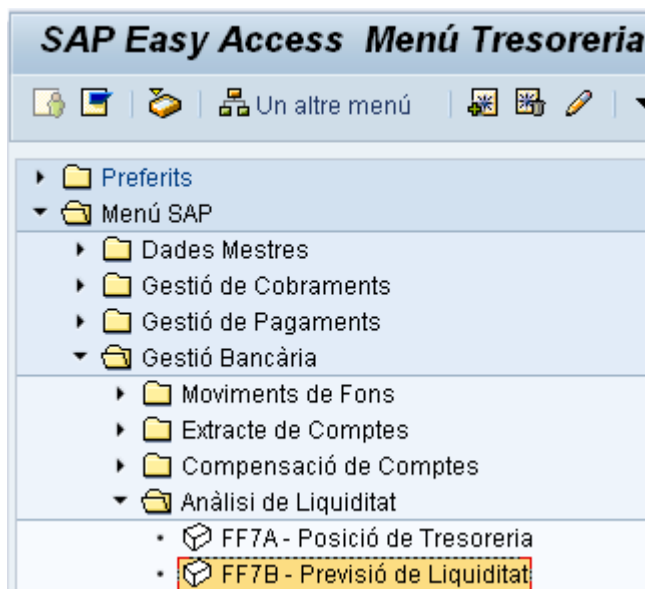 SAP Easy Access Menú Tresoreria
Un altre menú
Preferits
Menú SAP
Dades Mestres
Gestió de Cobraments
Gestió de Pagaments
Gestió Bancària
Moviments de Fons
Extracte de Comptes
Compensació de Comptes
Anàlisi de Liquiditat
FF7A - Posició de Tresoreria
FF7B - Previsió de Liquiditat